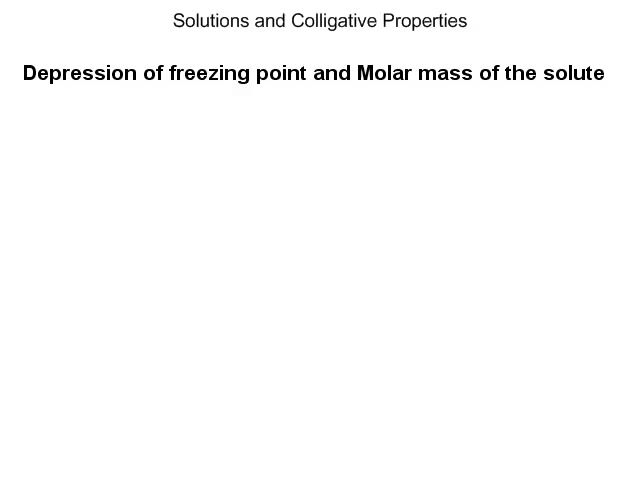 Solutions and Colligative Properties
Depression of freezing point and Molar mass of the solute